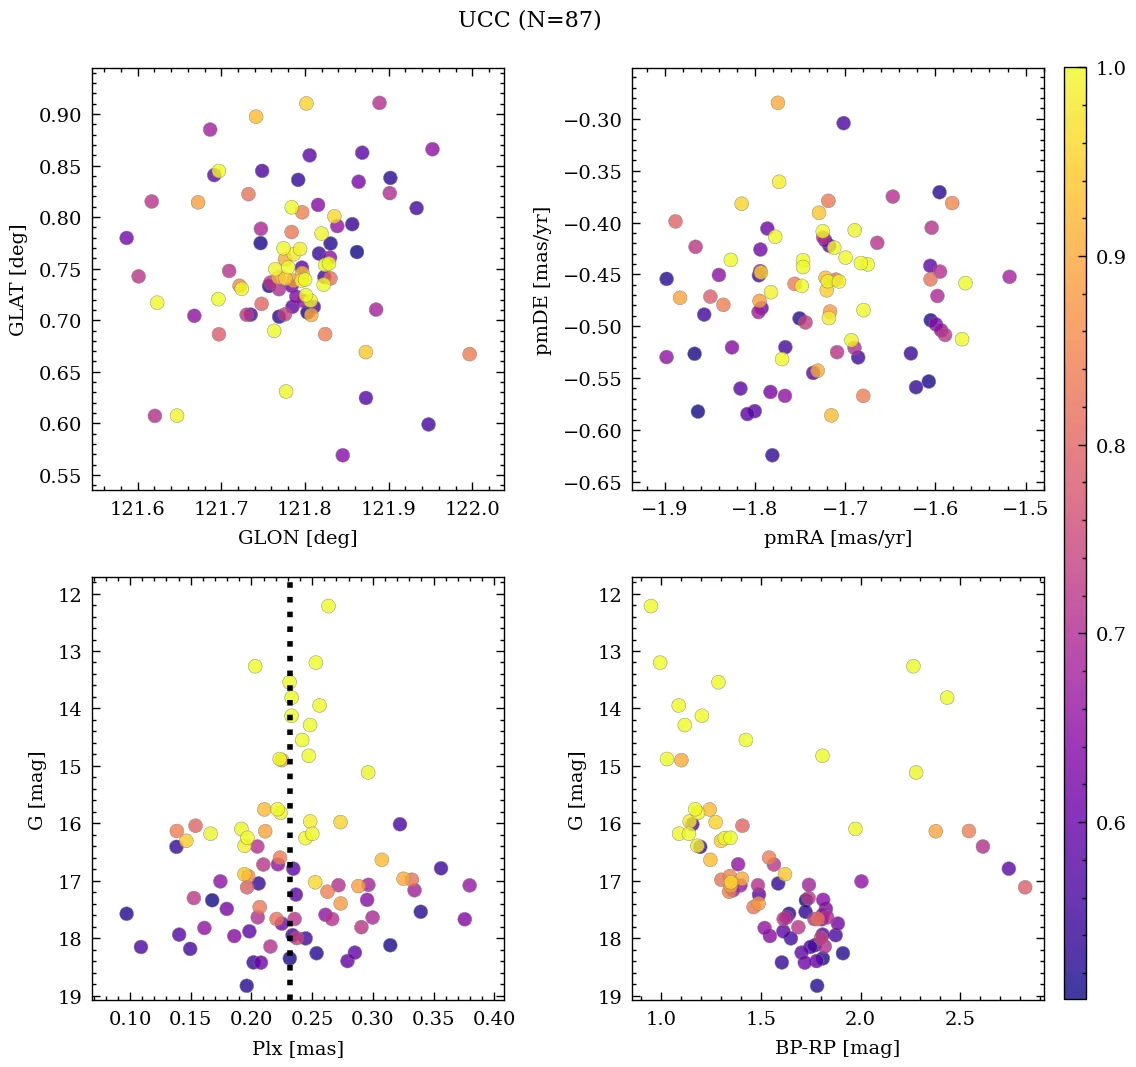 UCC (N=87)
0.90
0.85
0.80
0.75
0.70
0.65
0.60
0.55
GLAT [deg]
121.6 121.7 121.8 121.9 122.0
GLON [deg]
−0.30
−0.35
−0.40
−0.45
−0.50
−0.55
−0.60
−0.65
pmDE [mas/yr]
−1.9 −1.8 −1.7 −1.6 −1.5
pmRA [mas/yr]
1.0
0.9
0.8
0.7
0.6
12
13
14
15
16
17
18
19
G [mag]
0.10 0.15 0.20 0.25 0.30 0.35 0.40
Plx [mas]
12
13
14
15
16
17
18
19
G [mag]
1.0 1.5 2.0 2.5
BP-RP [mag]